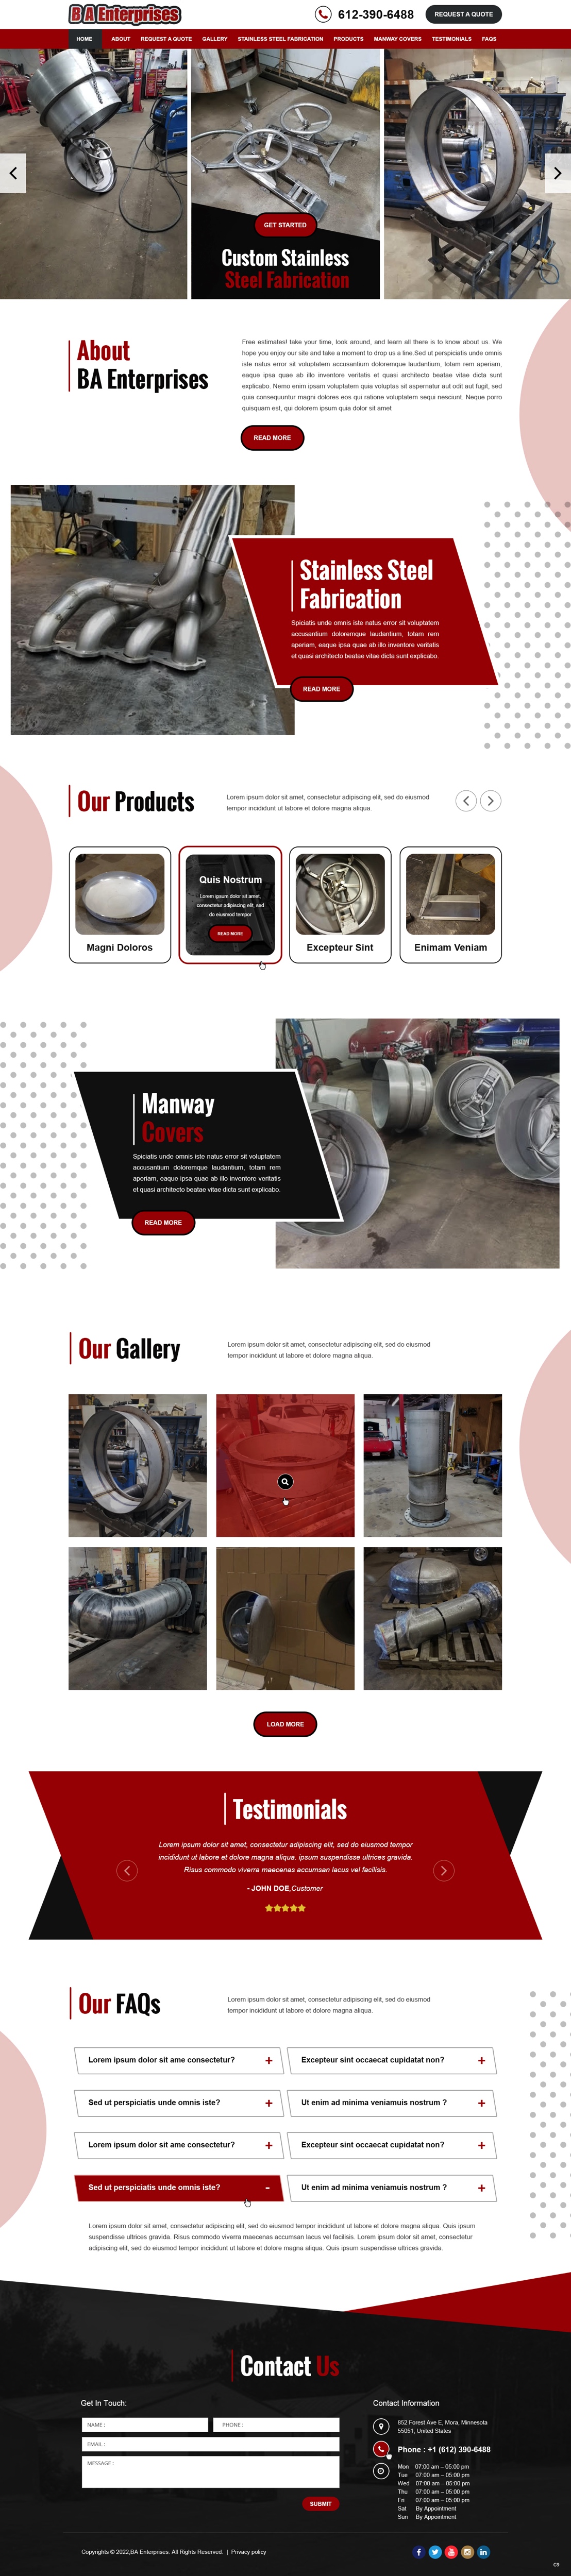 BA Enterprises
612-390-6488
REQUEST A QUOTE
HOME ABOUT REQUEST A QUOTE GALLERY STAINLESS STEEL FABRICATION PRODUCTS MANWAY COVERS TESTIMONIALS FAQS
GET STARTED
Custom Stainless
Steel Fabrication
About
BA Enterprises
Free estimates! take your time, look around, and learn all there is to know about us. We
hope you enjoy our site and take a moment to drop us a line.Sed ut perspiciatis unde omnis
iste natus error sit voluptatem accusantium doloremque laudantium, totam rem aperiam,
eaque ipsa quae ab illo inventore veritatis et quasi architecto beatae vitae dicta sunt
explicabo. Nemo enim ipsam voluptatem quia voluptas sit aspernatur aut odit aut fugit, sed
quia consequuntur magni dolores eos qui ratione voluptatem sequi nesciunt. Neque porro
quisquam est, qui dolorem ipsum quia dolor sit amet
READ MORE
Stainless Steel
Fabrication
Spiciatis unde omnis iste natus error sit voluptatem
accusantium doloremque laudantium, totam rem
aperiam, eaque ipsa quae ab illo inventore veritatis
et quasi architecto beatae vitae dicta sunt explicabo.
READ MORE
Our Products
Lorem ipsum dolor sit amet, consectetur adipiscing elit, sed do eiusmod
tempor incididunt ut labore et dolore magna aliqua.
Magni Doloros
Quis Nostrum
Lorem ipsum dolor sit amet,
consectetur adipiscing elit, sed
do eiusmod tempor
READ MORE
Excepteur Sint
Enimam Veniam
Manway
Covers
Spiciatis unde omnis iste natus error sit voluptatem
accusantium doloremque laudantium, totam rem
aperiam, eaque ipsa quae ab illo inventore veritatis
et quasi architecto beatae vitae dicta sunt explicabo.
READ MORE
Our Gallery
Lorem ipsum dolor sit amet, consectetur adipiscing elit, sed do eiusmod
tempor incididunt ut labore et dolore magna aliqua.
LOAD MORE
Testimonials
Lorem ipsum dolor sit amet, consectetur adipiscing elit, sed do eiusmod tempor
incididunt ut labore et dolore magna aliqua. ipsum suspendisse ultrices gravida.
Risus commodo viverra maecenas accumsan lacus vel facilisis.
- JOHN DOE,Customer
Our FAQs
Lorem ipsum dolor sit amet, consectetur adipiscing elit, sed do eiusmod
tempor incididunt ut labore et dolore magna aliqua.
Lorem ipsum dolor sit ame consectetur? +
Excepteur sint occaecat cupidatat non? +
Sed ut perspiciatis unde omnis iste? +
Ut enim ad minima veniamuis nostrum ? +
Lorem ipsum dolor sit ame consectetur? +
Excepteur sint occaecat cupidatat non? +
Sed ut perspiciatis unde omnis iste? -
Ut enim ad minima veniamuis nostrum ? +
Lorem ipsum dolor sit amet, consectetur adipiscing elit, sed do eiusmod tempor incididunt ut labore et dolore magna aliqua. Quis ipsum
suspendisse ultrices gravida. Risus commodo viverra maecenas accumsan lacus vel facilisis. Lorem ipsum dolor sit amet, consectetur
adipiscing elit, sed do eiusmod tempor incididunt ut labore et dolore magna aliqua. Quis ipsum suspendisse ultrices gravida.
Contact Us
Get In Touch:
NAME :
PHONE :
EMAIL :
MESSAGE :
SUBMIT
Contact Information
852 Forest Ave E, Mora, Minnesota
55051, United States
Phone : +1 (612) 390-6488
Mon 07:00 am – 05:00 pm
Tue 07:00 am – 05:00 pm
Wed 07:00 am – 05:00 pm
Thu 07:00 am – 05:00 pm
Fri 07:00 am – 05:00 pm
Sat By Appointment
Sun By Appointment
Copyrights © 2022,BA Enterprises. All Rights Reserved. | Privacy policy
C9